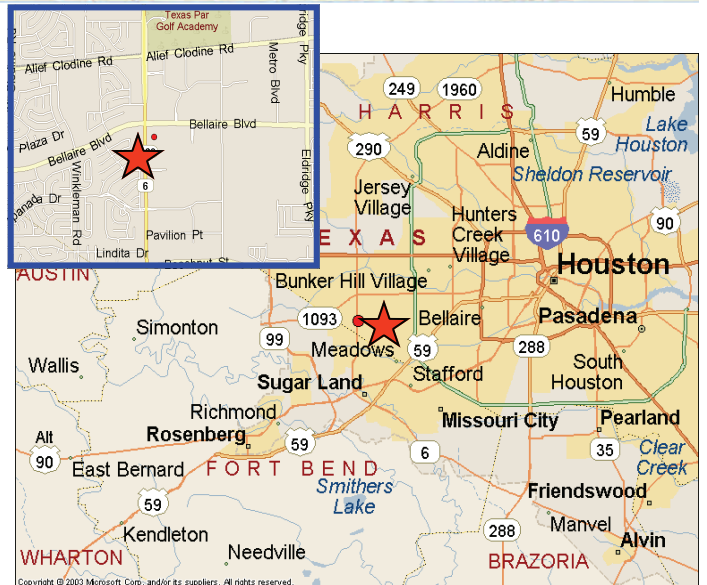 Texas Par
Golf Academy
Alief Clodine Rd
Alief Clodine Rd
Metro Blvd
ridge Pky
Plaza Dr
Bellaire Blvd
Bellaire Blvd
Winkleman Rd
Eldridge Pky
6
panada Dr
Pavilion Pt
Lindita Dr
249
1960
HARRIS
Humble
290
59
Lake
Houston
Aldine
Sheldon Reservoir
Jersey
Village
Hunters
Creek
Village
90
EXAS
610
Houston
AUSTIN
Bunker Hill Village
1093
Bellaire
Pasadena
Simonton
99
Meadows
59
288
Wallis
Stafford
South
Houston
Sugar Land
Richmond
Missouri City
Pearland
Rosenberg
Alt
90
59
6
35
Clear
Creek
East Bernard
FORT BEND
Smithers
Lake
59
Friendswood
Kendleton
288
Manvel
Alvin
WHARTON
Needville
BRAZORIA
Copyright © 2003 Microsoft Corp. and/or its suppliers. All rights reserved.